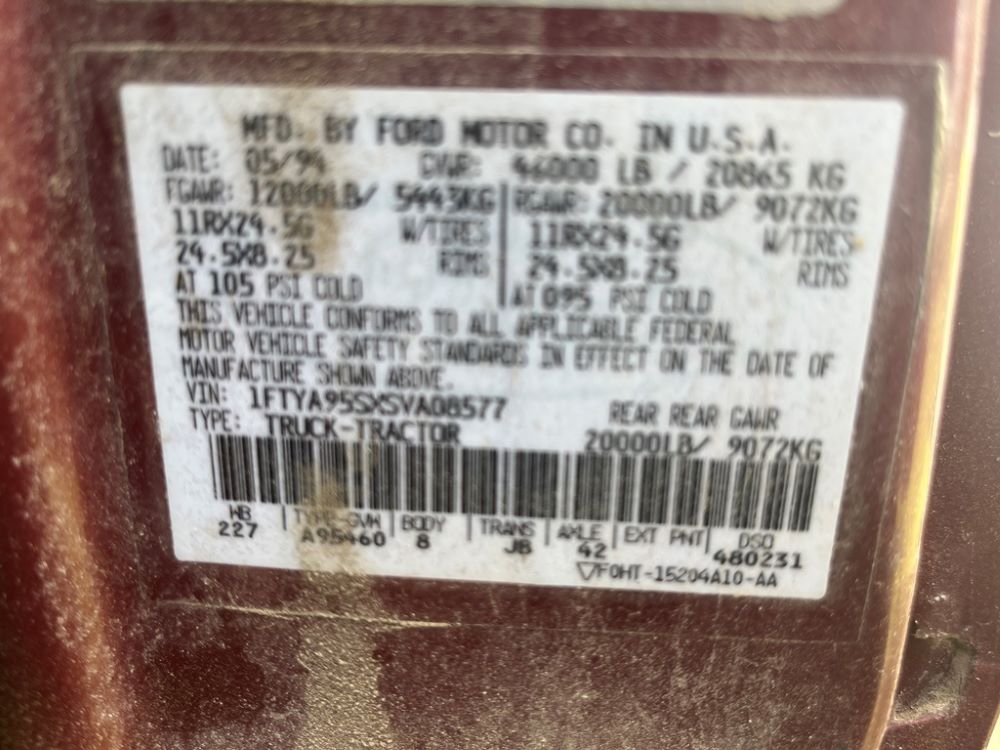 MFD. BY FORD MOTOR CO. IN U.S.A.
DATE: 05/94 GVWR: 46000 LB / 20865 KG
FGAWR: 12000LB/ 5443KG RGAWR: 20000LB/ 9072KG
11RX24.5G W/TIRES 11RX24.5G W/TIRES
24.5X8.25 RIMS 24.5X8.25 RIMS
AT 105 PSI COLD AT 095 PSI COLD
THIS VEHICLE CONFORMS TO ALL APPLICABLE FEDERAL
MOTOR VEHICLE SAFETY STANDARDS IN EFFECT ON THE DATE OF
MANUFACTURE SHOWN ABOVE.
VIN: 1FTYA95SXSVA08577 REAR REAR GAWR
TYPE: TRUCK-TRACTOR 20000LB/ 9072KG
WB TYPE-GVW BODY TRANS AXLE EXT PNT DSO
227 A95460 8 JB 42 480231
F0HT-15204A10-AA